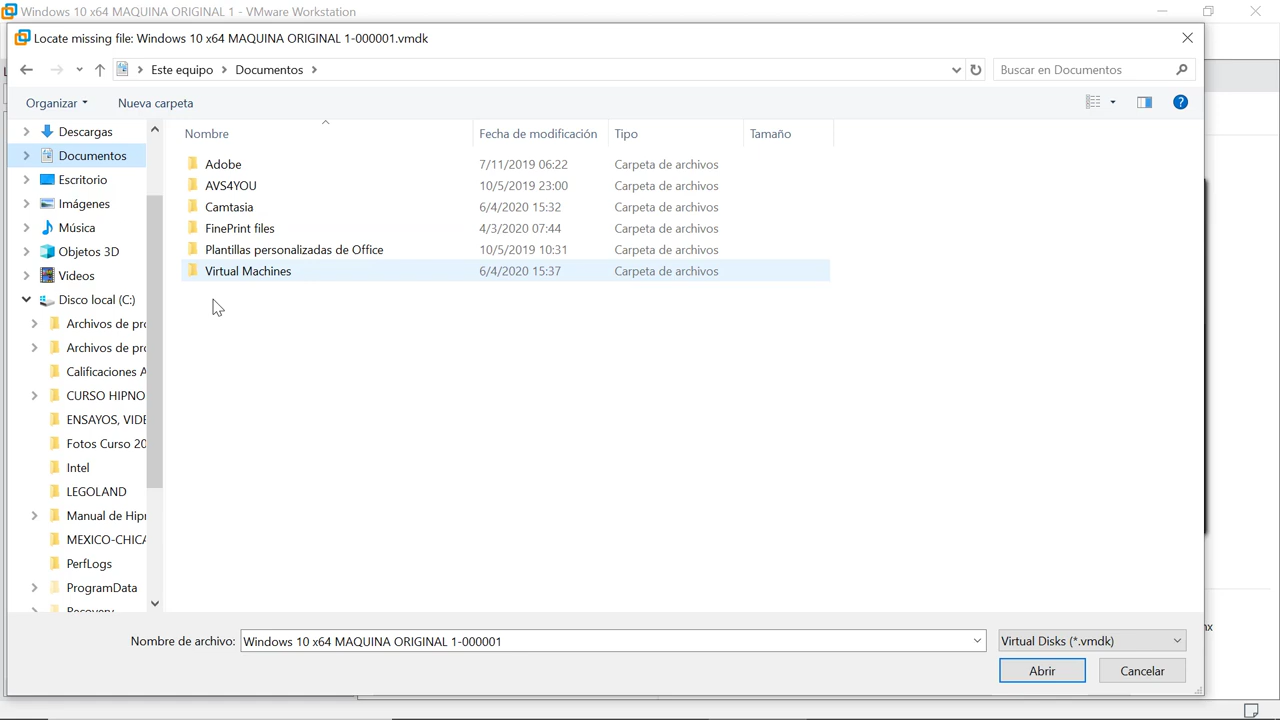 Windows 10 x64 MAQUINA ORIGINAL 1 - VMware Workstation
Locate missing file: Windows 10 x64 MAQUINA ORIGINAL 1-000001.vmdk
Este equipo > Documentos >
Buscar en Documentos
Organizar
Nueva carpeta
Nombre
Fecha de modificación
Tipo
Tamaño
Descargas
Documentos
Escritorio
Imágenes
Música
Objetos 3D
Videos
Disco local (C:)
Archivos de pro
Archivos de pro
Calificaciones A
CURSO HIPNO
ENSAYOS, VIDE
Fotos Curso 20
Intel
LEGOLAND
Manual de Hip
MEXICO-CHICA
PerfLogs
ProgramData
Recovery
Adobe 7/11/2019 06:22 Carpeta de archivos
AVS4YOU 10/5/2019 23:00 Carpeta de archivos
Camtasia 6/4/2020 15:32 Carpeta de archivos
FinePrint files 4/3/2020 07:44 Carpeta de archivos
Plantillas personalizadas de Office 10/5/2019 10:31 Carpeta de archivos
Virtual Machines 6/4/2020 15:37 Carpeta de archivos
Nombre de archivo: Windows 10 x64 MAQUINA ORIGINAL 1-000001
Virtual Disks (*.vmdk)
Abrir
Cancelar